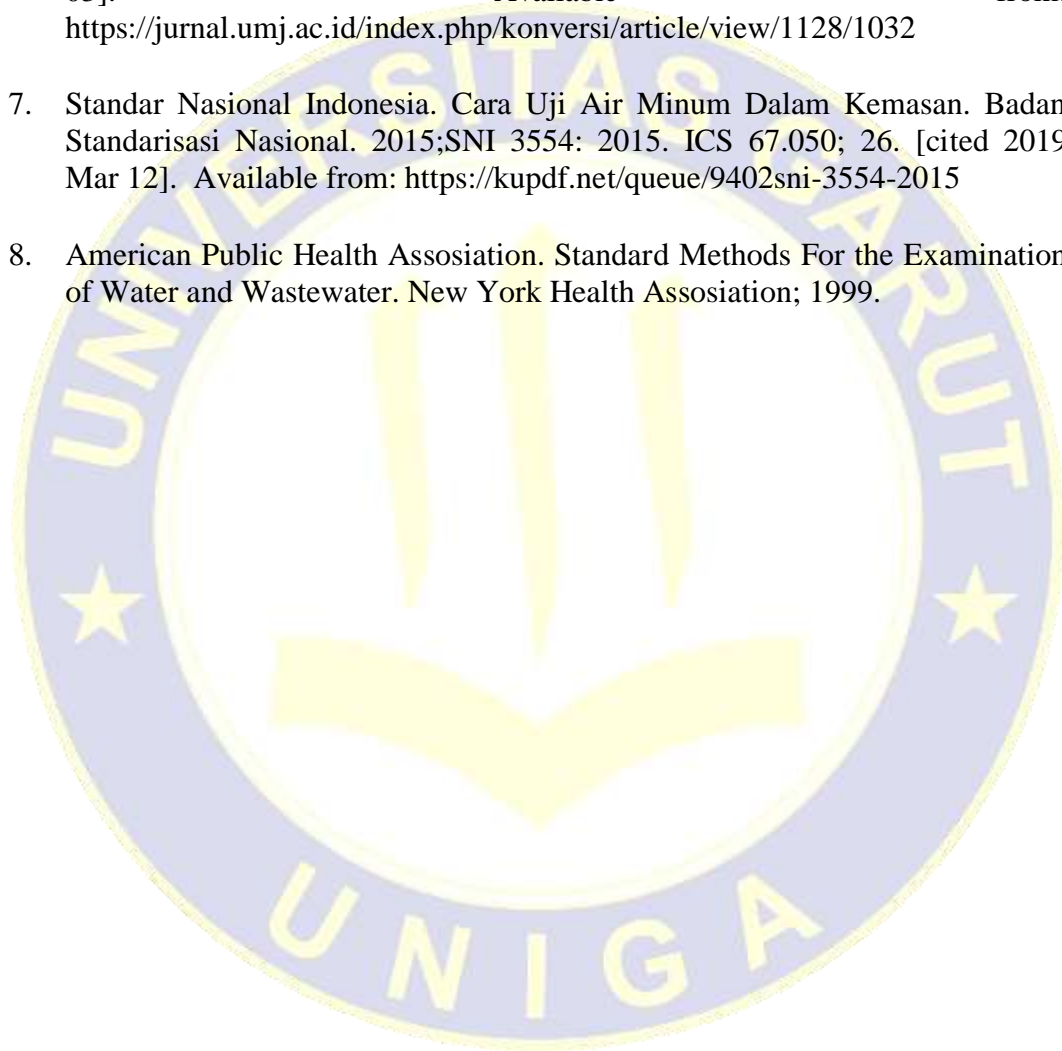 Available from:
https://jurnal.umj.ac.id/index.php/konversi/article/view/1128/1032
7. Standar Nasional Indonesia. Cara Uji Air Minum Dalam Kemasan. Badan
Standarisasi Nasional. 2015;SNI 3554: 2015. ICS 67.050; 26. [cited 2019
Mar 12]. Available from: https://kupdf.net/queue/9402sni-3554-2015
8. American Public Health Assosiation. Standard Methods For the Examination
of Water and Wastewater. New York Health Assosiation; 1999.
UNIVERSITAS GARUT
UNIGA